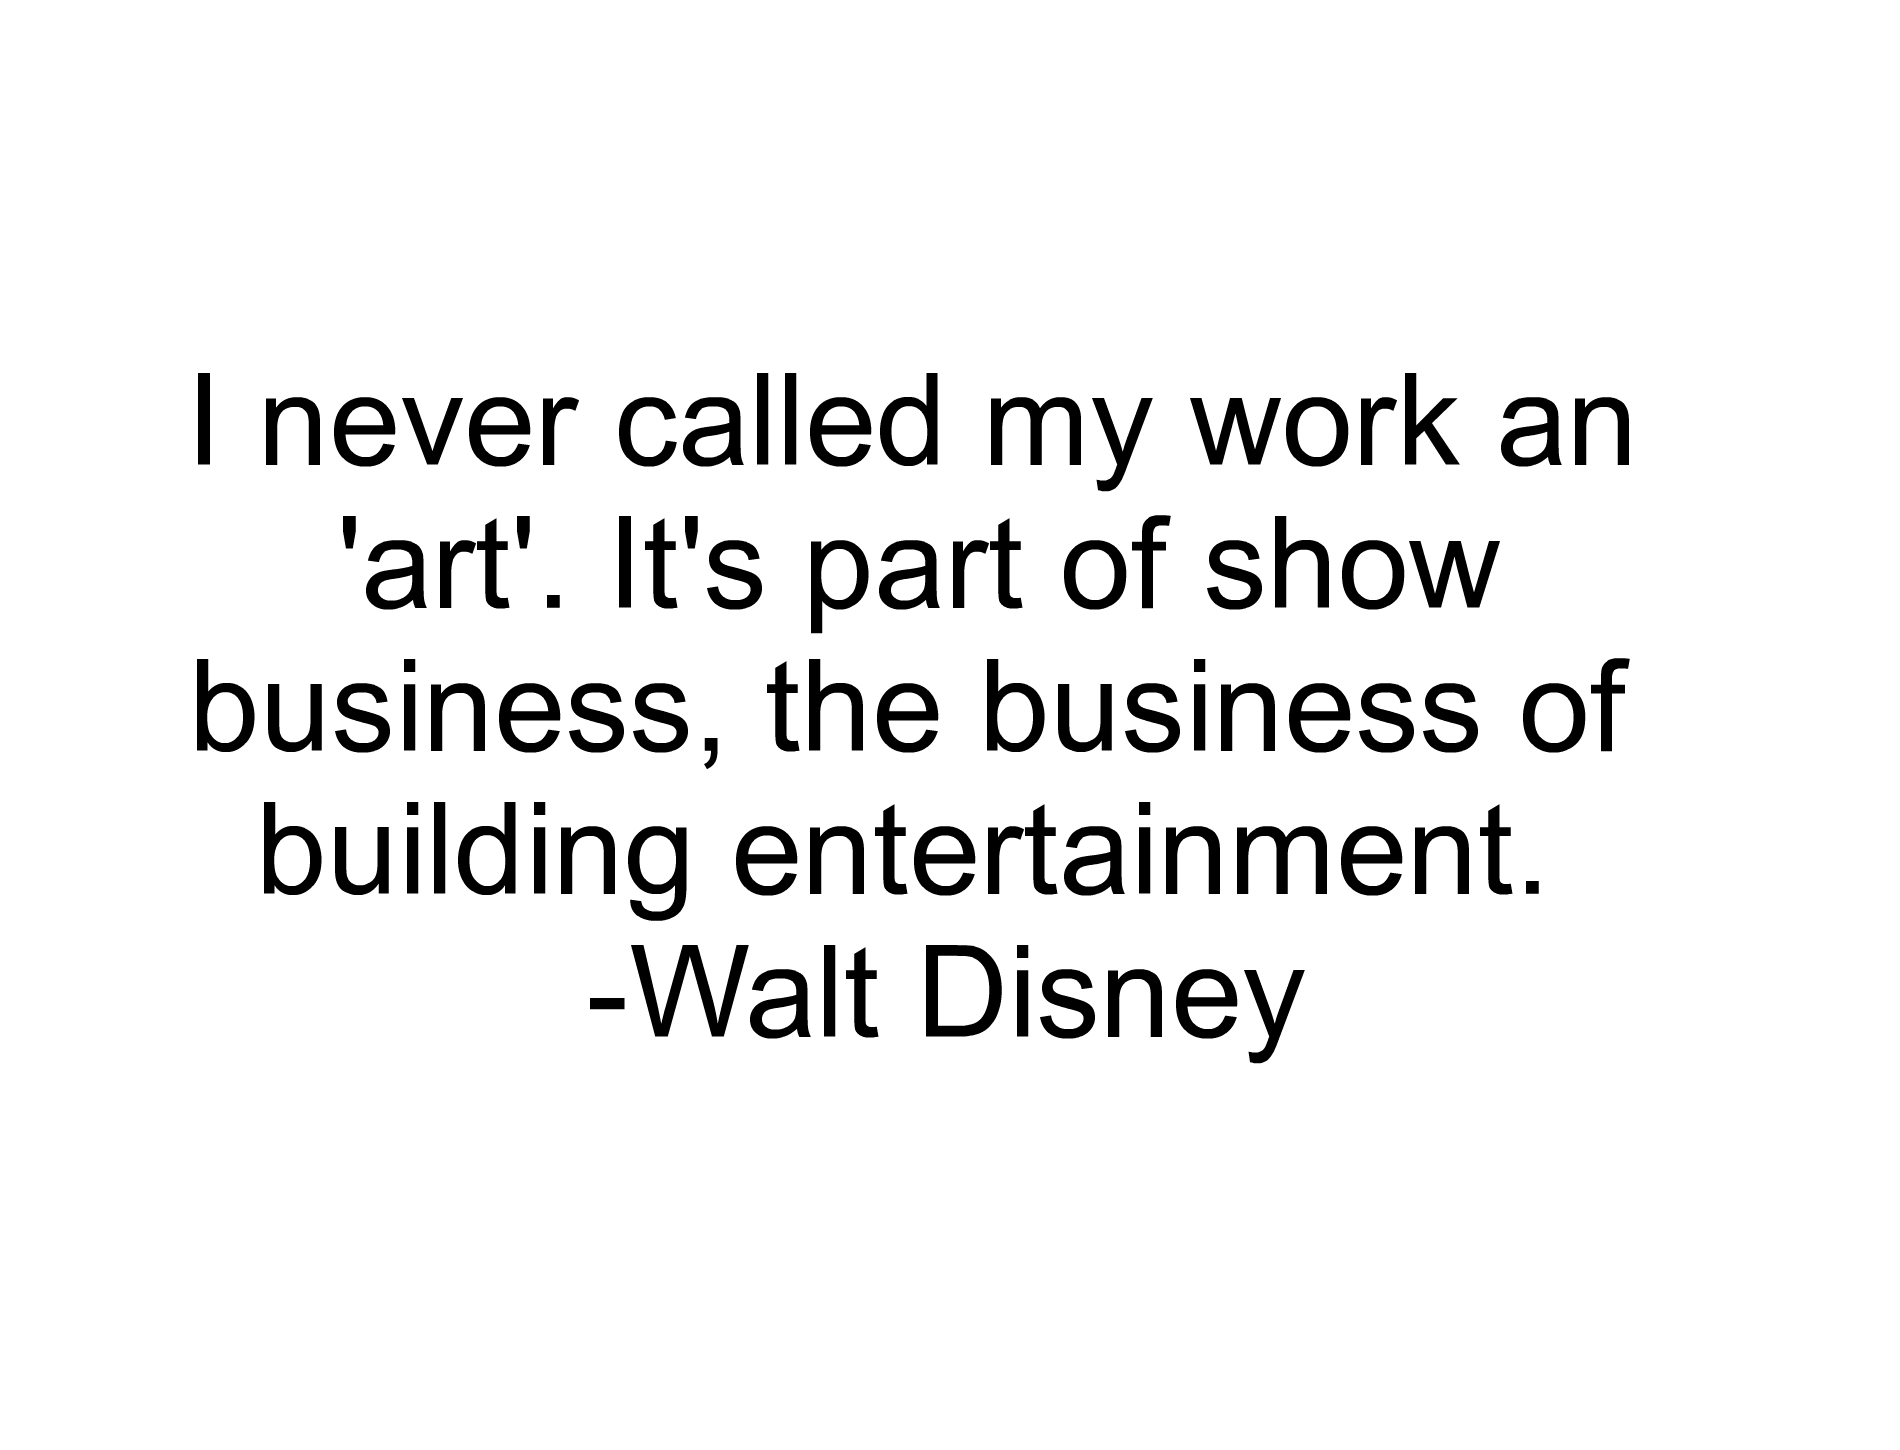 I never called my work an
'art'. It's part of show
business, the business of
building entertainment.
-Walt Disney